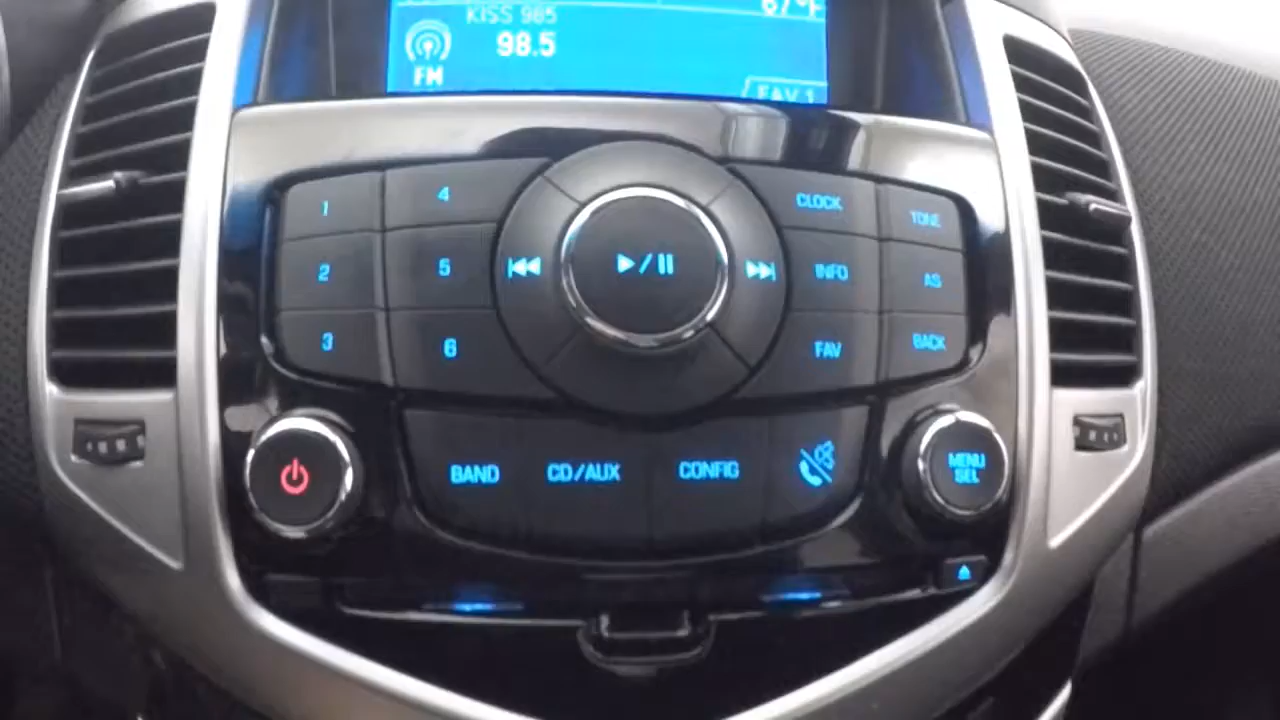 67°F
KISS 985
98.5
FM
FAV 1
1
4
CLOCK
TONE
2
5
INFO
AS
3
6
FAV
BACK
BAND
CD/AUX
CONFIG
MENU
SEL